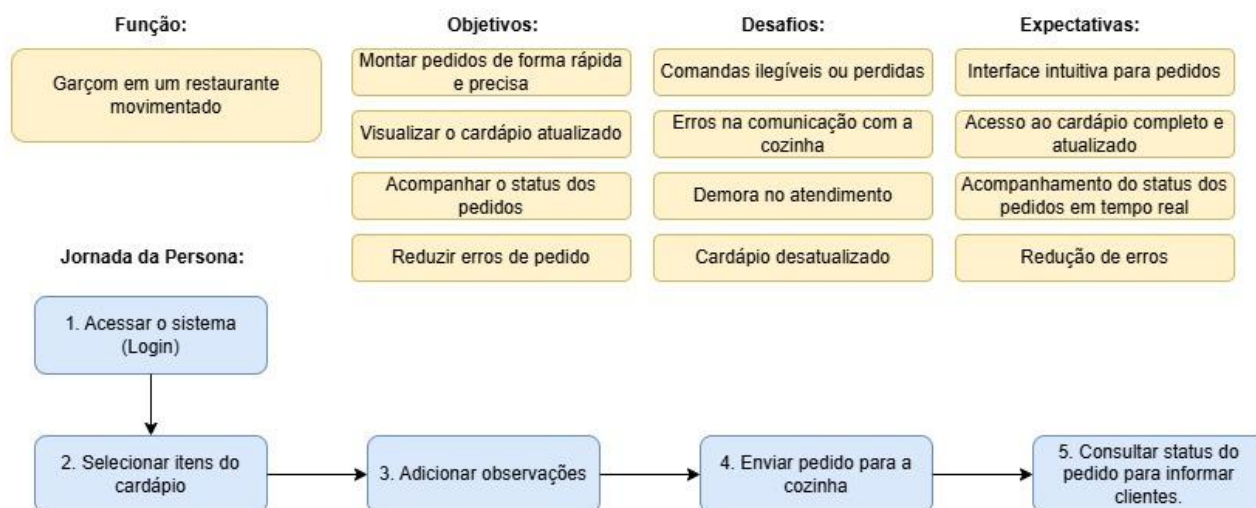 Função:
Garçom em um restaurante
movimentado
Objetivos:
Montar pedidos de forma rápida
e precisa
Visualizar o cardápio atualizado
Acompanhar o status dos
pedidos
Reduzir erros de pedido
Desafios:
Comandas ilegíveis ou perdidas
Erros na comunicação com a
cozinha
Demora no atendimento
Cardápio desatualizado
Expectativas:
Interface intuitiva para pedidos
Acesso ao cardápio completo e
atualizado
Acompanhamento do status dos
pedidos em tempo real
Redução de erros
Jornada da Persona:
1. Acessar o sistema
(Login)
2. Selecionar itens do
cardápio
3. Adicionar observações
4. Enviar pedido para a
cozinha
5. Consultar status do
pedido para informar
clientes.